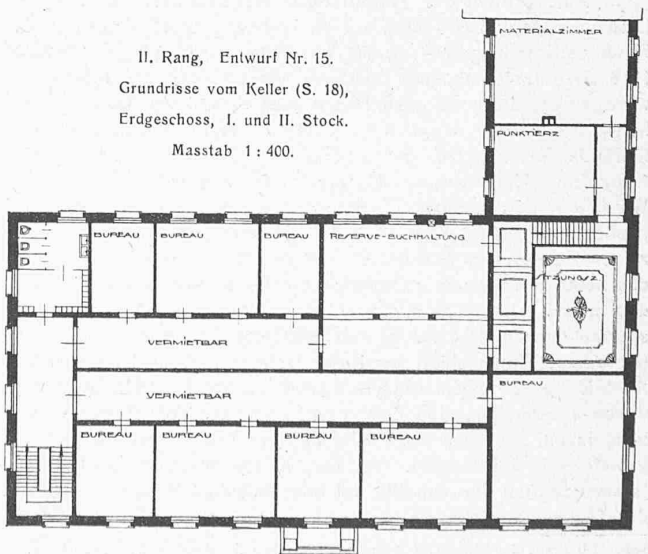 MATERIALZIMMER
II. Rang, Entwurf Nr. 15.
Grundrisse vom Keller (S. 18),
Erdgeschoss, I. und II. Stock.
Masstab 1 : 400.
PUNKTIERZ
BUREAU BUREAU BUREAU RESERVE-BUCHHALTUNG
SITZUNGSZ.
VERMIETBAR
BUREAU
VERMIETBAR
BUREAU BUREAU BUREAU BUREAU